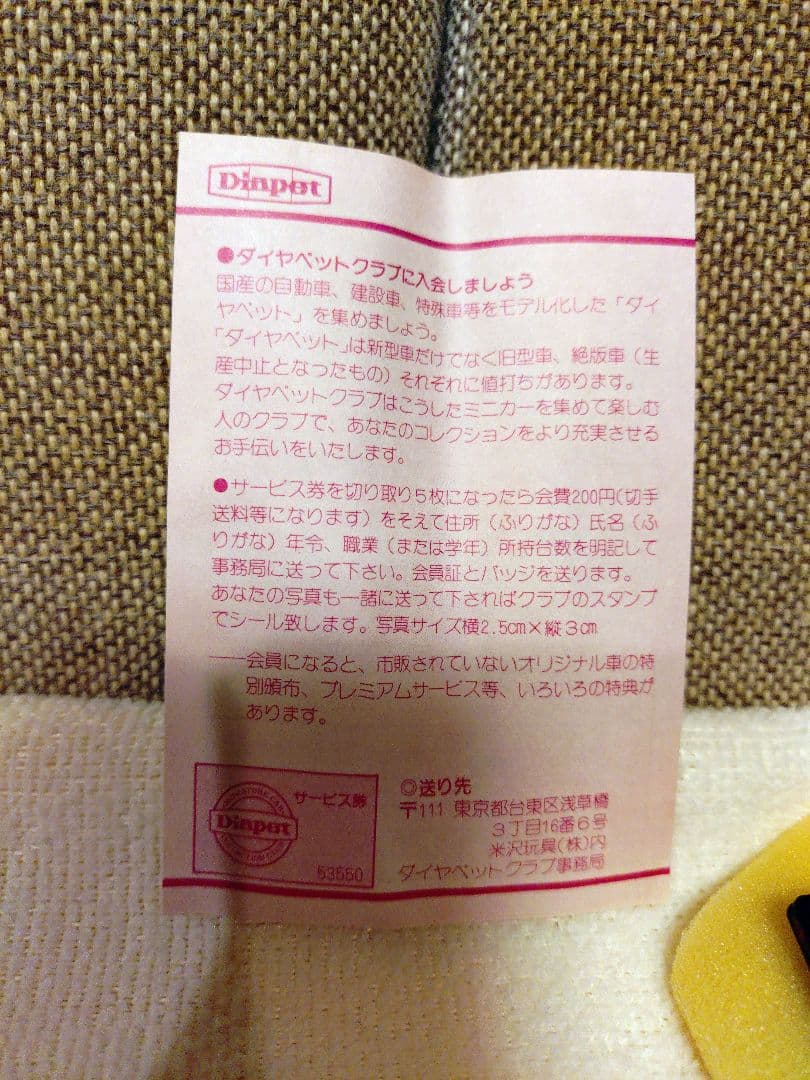 Diapet
●ダイヤペットクラブに入会しましょう
国産の自動車、建設車、特殊車等をモデル化した「ダイ
ヤペット」を集めましょう。
「ダイヤペット」は新型車だけでなく旧型車、絶版車（生
産中止となったもの）それぞれに値打ちがあります。
ダイヤペットクラブはこうしたミニカーを集めて楽しむ
人のクラブで、あなたのコレクションをより充実させる
お手伝いをいたします。
●サービス券を切り取り5枚になったら会費200円（切手
送料等になります）をそえて住所（ふりがな）氏名（ふ
りがな）年令、職業（または学年）所持台数を明記して
事務局に送って下さい。会員証とバッジを送ります。
あなたの写真も一諸に送って下さればクラブのスタンプ
でシール致します。写真サイズ横2.5cm×縦3cm
──会員になると、市販されていないオリジナル車の特
別頒布、プレミアムサービス等、いろいろの特典が
あります。
サービス券
Diapet
53550
◎送り先
〒111 東京都台東区浅草橋
3丁目16番6号
米沢玩具(株)内
ダイヤペットクラブ事務局